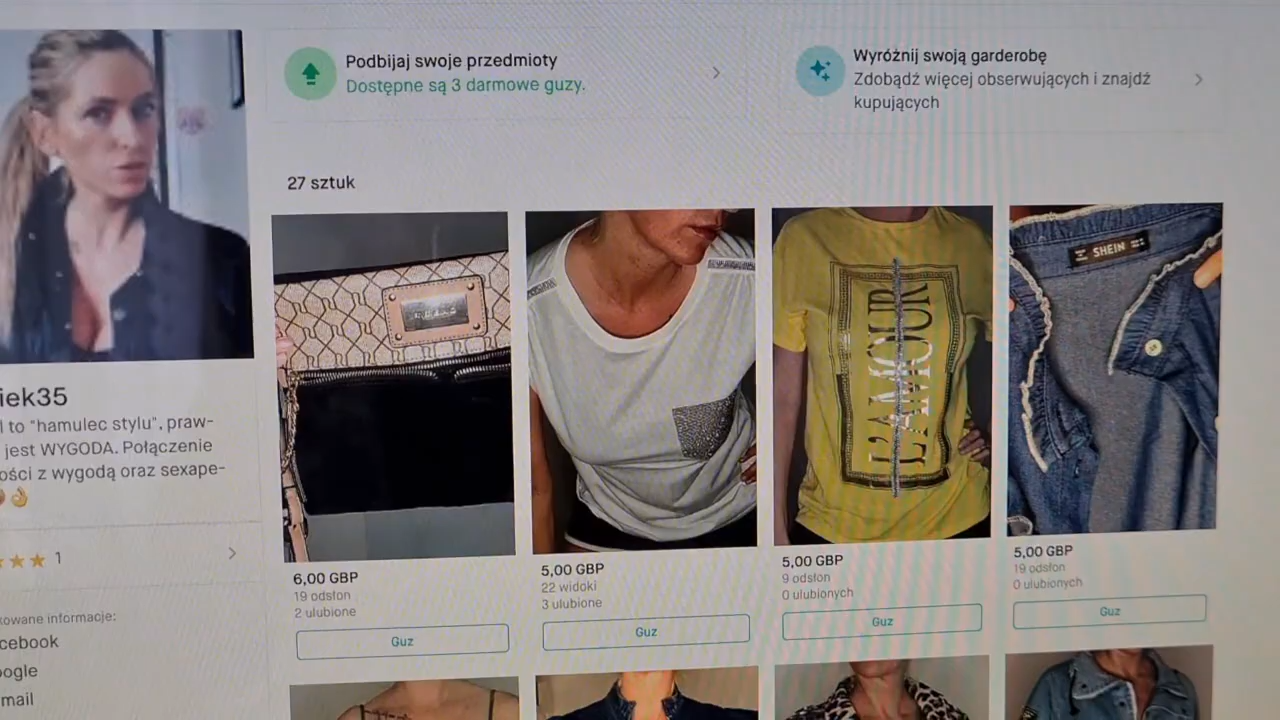 Podbijaj swoje przedmioty
Dostępne są 3 darmowe guzy.
Wyróżnij swoją garderobę
Zdobądź więcej obserwujących i znajdź
kupujących
27 sztuk
SHEIN
L'AMOUR
iek35
l to "hamulec stylu", praw-
jest WYGODA. Połączenie
ości z wygodą oraz sexape-
1
kowane informacje:
cebook
ogle
mail
6,00 GBP
19 odsłon
2 ulubione
Guz
5,00 GBP
22 widoki
3 ulubione
Guz
5,00 GBP
9 odsłon
0 ulubionych
Guz
5,00 GBP
19 odsłon
0 ulubionych
Guz